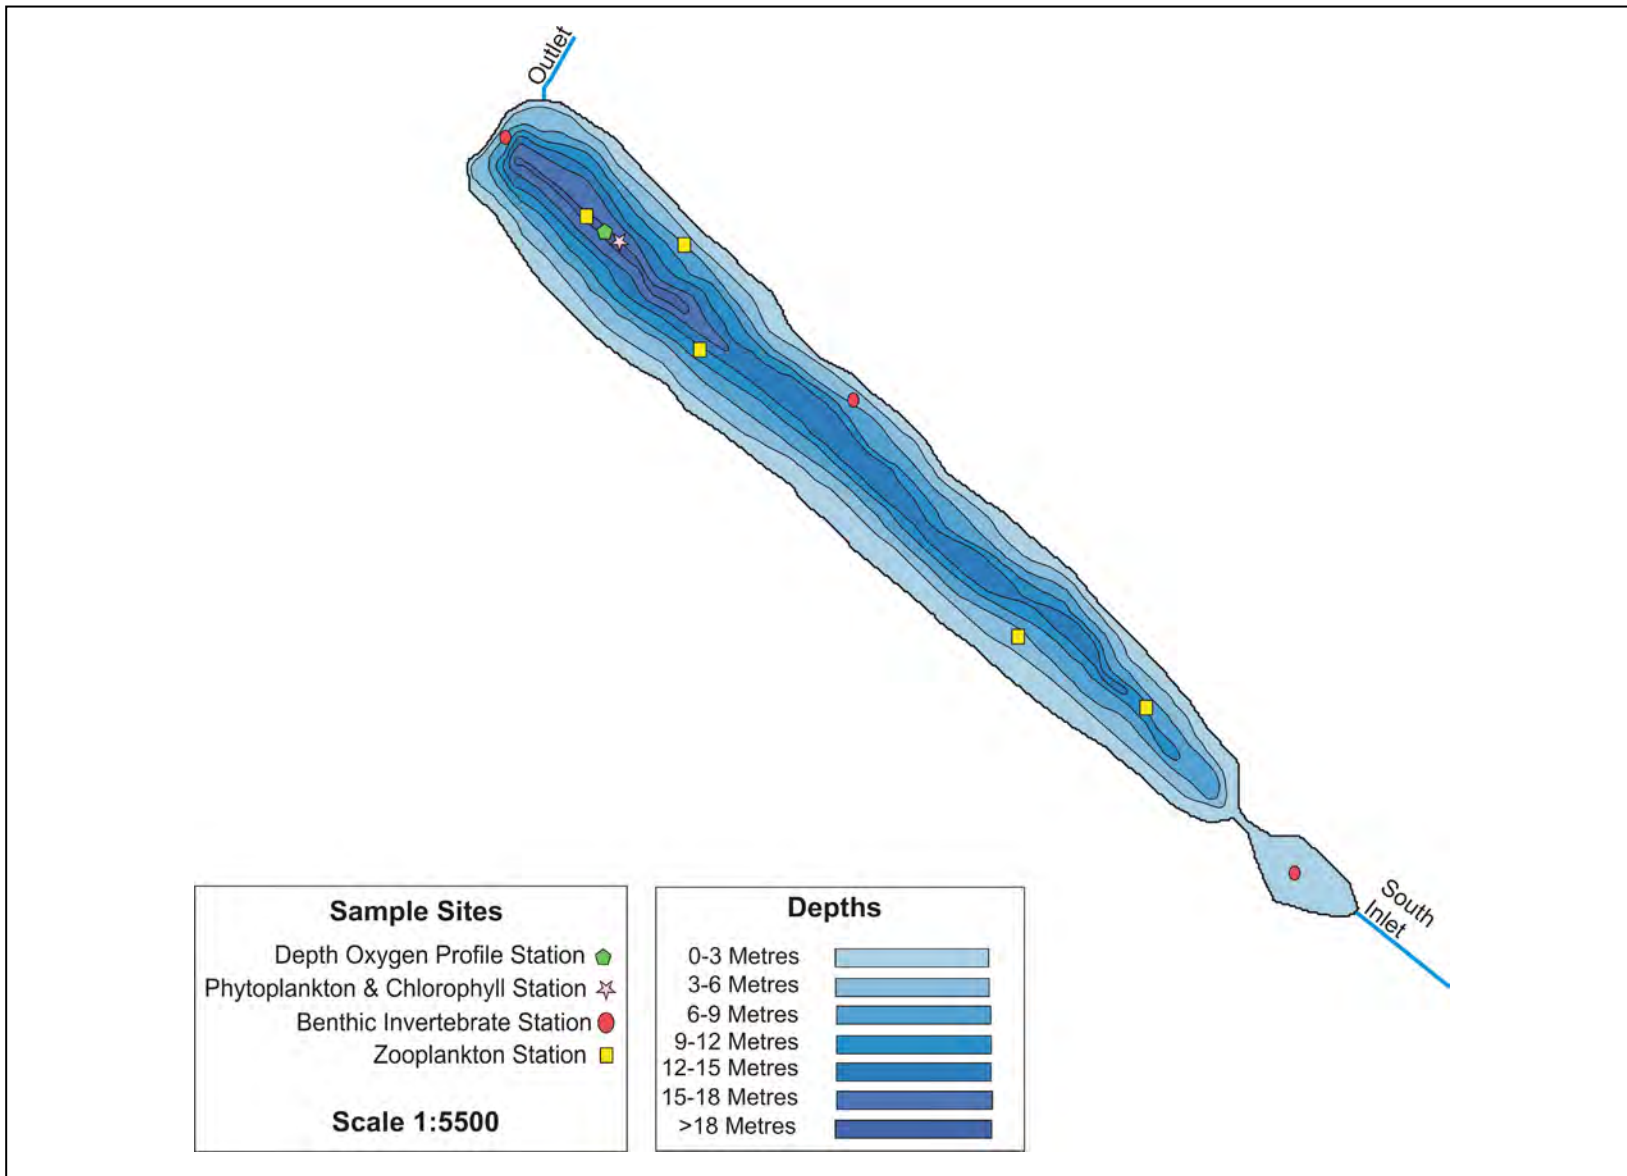 Outlet
South
Inlet
Sample Sites
Depth Oxygen Profile Station
Phytoplankton & Chlorophyll Station
Benthic Invertebrate Station
Zooplankton Station
Scale 1:5500
Depths
0-3 Metres
3-6 Metres
6-9 Metres
9-12 Metres
12-15 Metres
15-18 Metres
>18 Metres